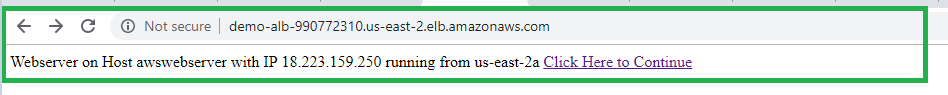 Not secure | demo-alb-990772310.us-east-2.elb.amazonaws.com
Webserver on Host awswebserver with IP 18.223.159.250 running from us-east-2a Click Here to Continue